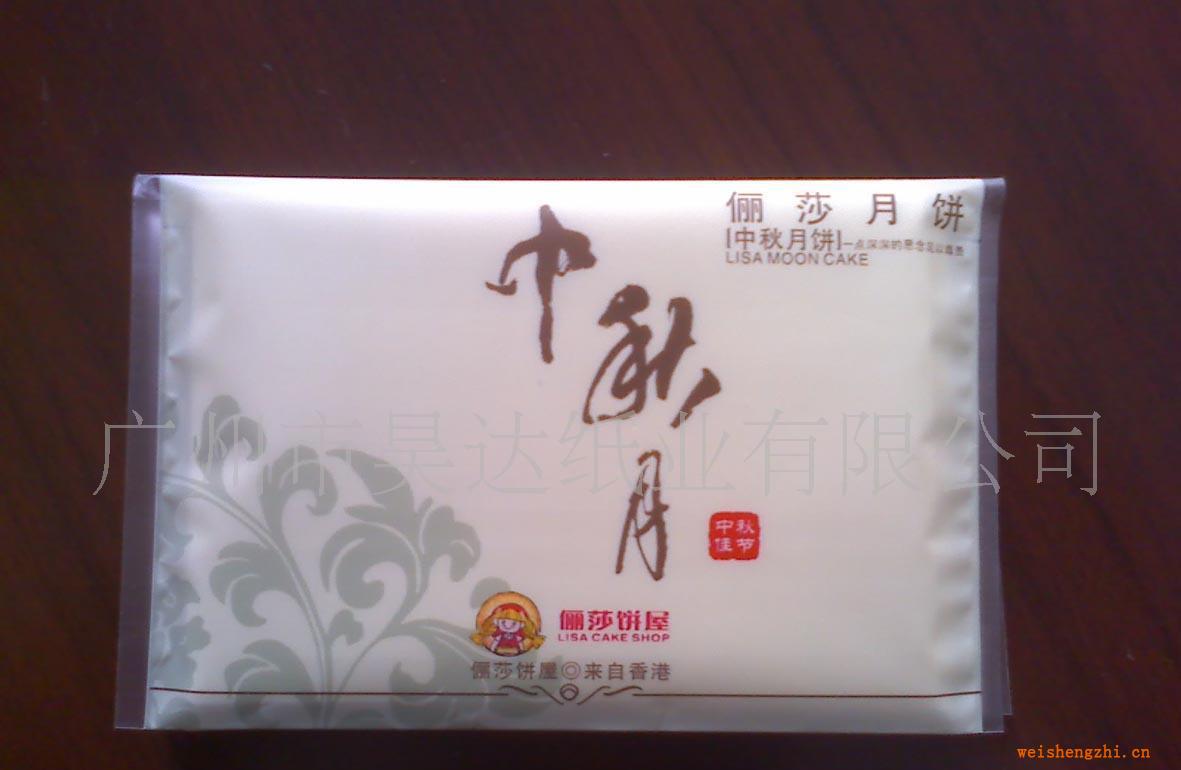 俪莎月饼
中秋月饼
LISA MOON CAKE
中秋月
中秋
佳节
广州市昊达纸业有限公司
俪莎饼屋
LISA CAKE SHOP
俪莎饼屋◎来自香港
weishengzhi.cn